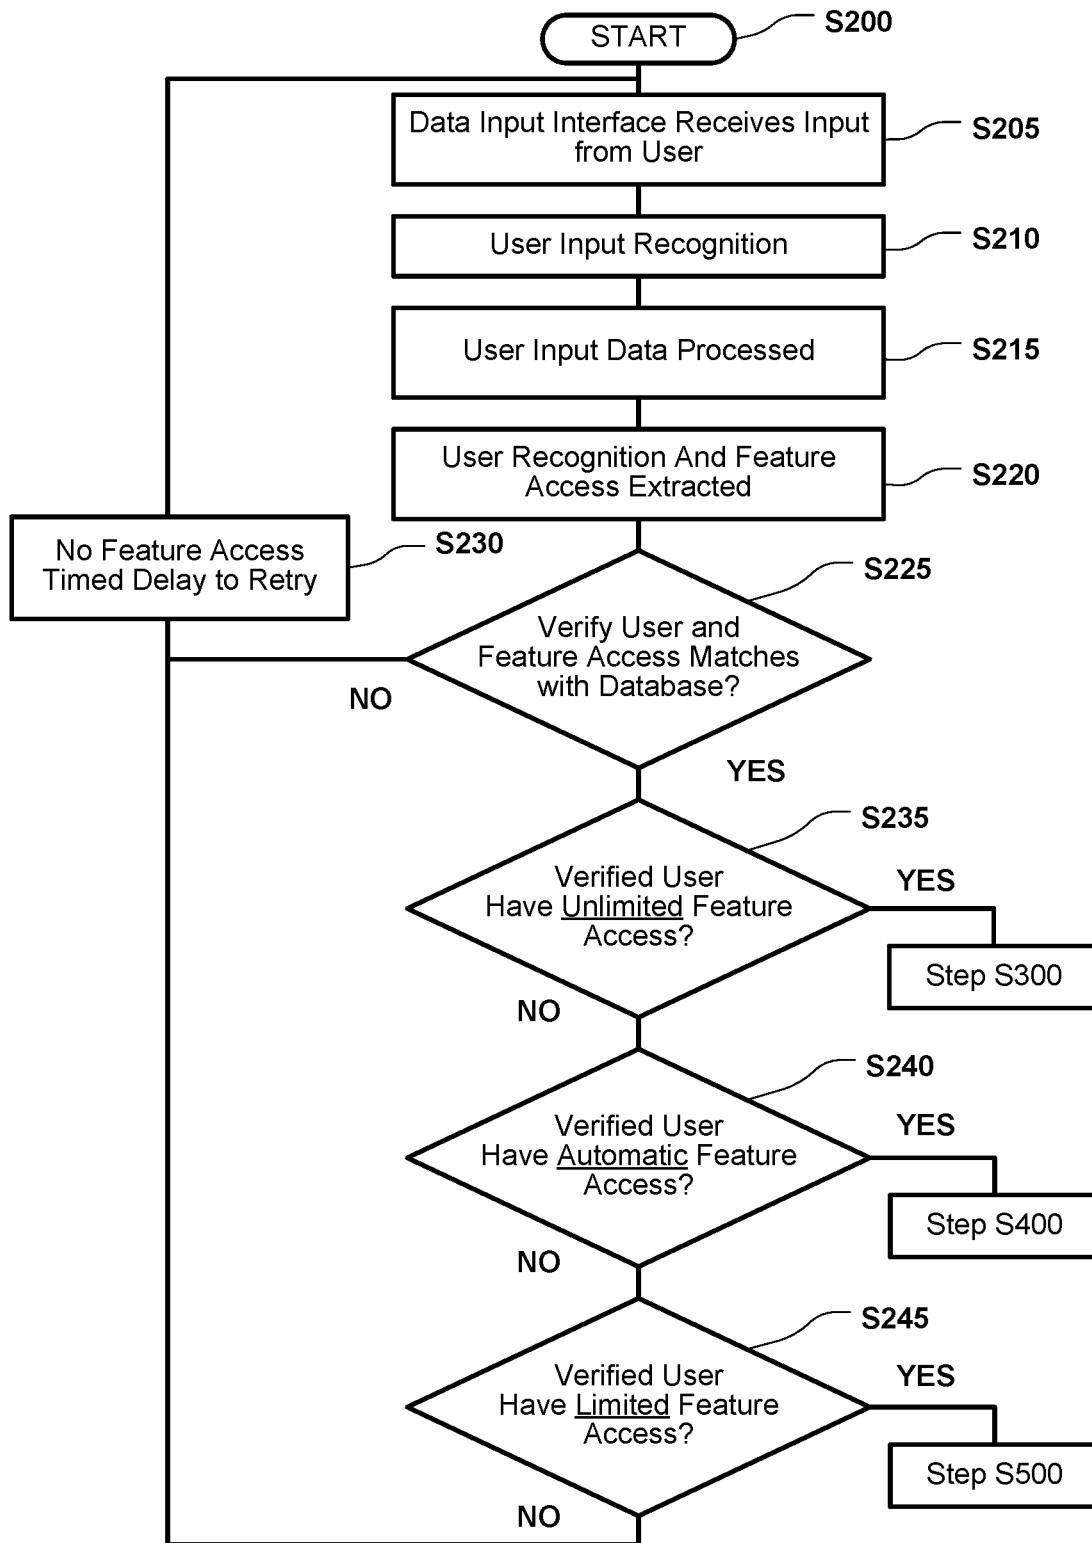 START
S200
Data Input Interface Receives Input
from User
S205
User Input Recognition
S210
User Input Data Processed
S215
User Recognition And Feature
Access Extracted
S220
No Feature Access
Timed Delay to Retry
S230
Verify User and
Feature Access Matches
with Database?
S225
NO
YES
Verified User
Have Unlimited Feature
Access?
S235
YES
Step S300
NO
Verified User
Have Automatic Feature
Access?
S240
YES
Step S400
NO
Verified User
Have Limited Feature
Access?
S245
YES
Step S500
NO